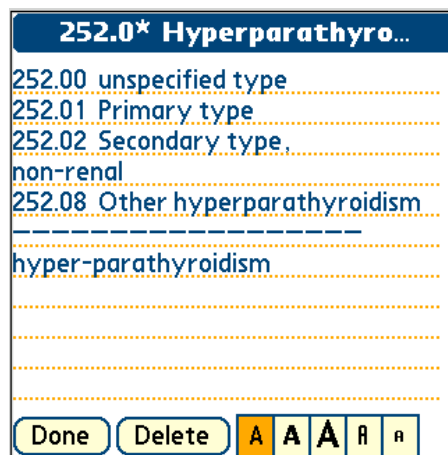 252.0* Hyperparathyro...
252.00 unspecified type
252.01 Primary type
252.02 Secondary type,
non-renal
252.08 Other hyperparathyroidism
–––––––––––––––––––
hyper-parathyroidism
Done Delete A A A A A